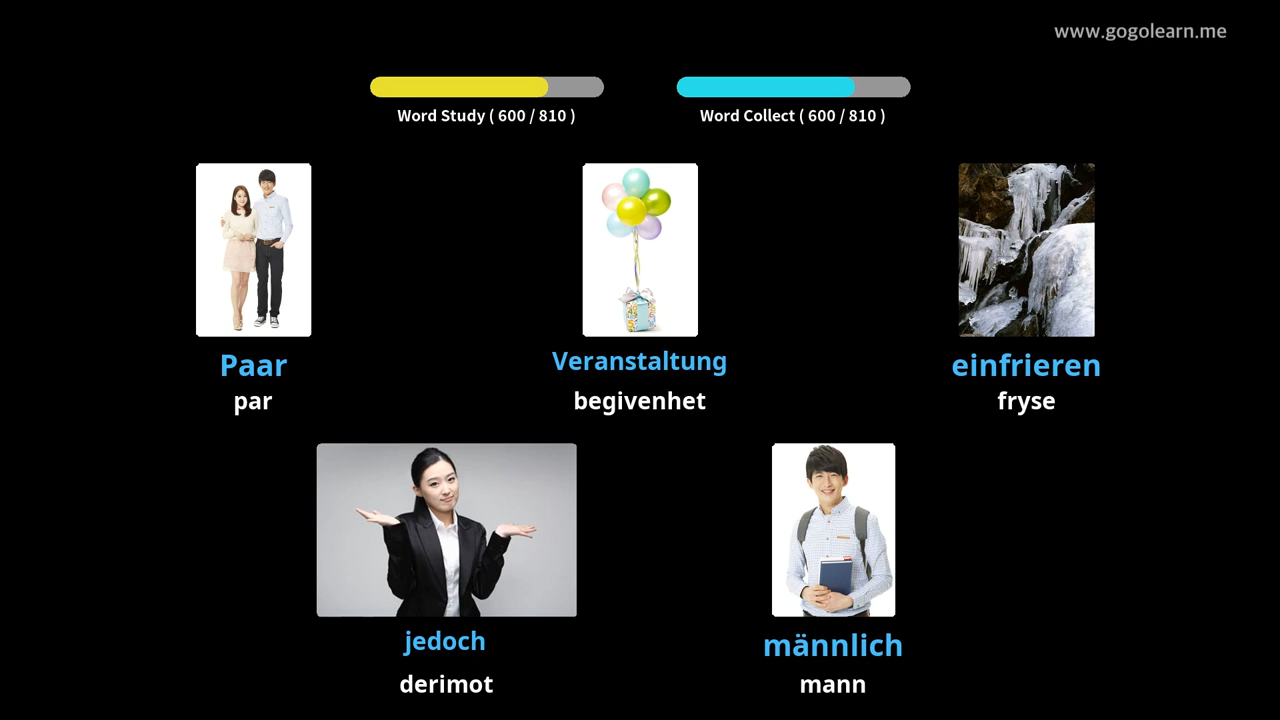 www.gogolearn.me
Word Study ( 600 / 810 )
Word Collect ( 600 / 810 )
Paar
par
Veranstaltung
begivenhet
einfrieren
fryse
jedoch
derimot
männlich
mann